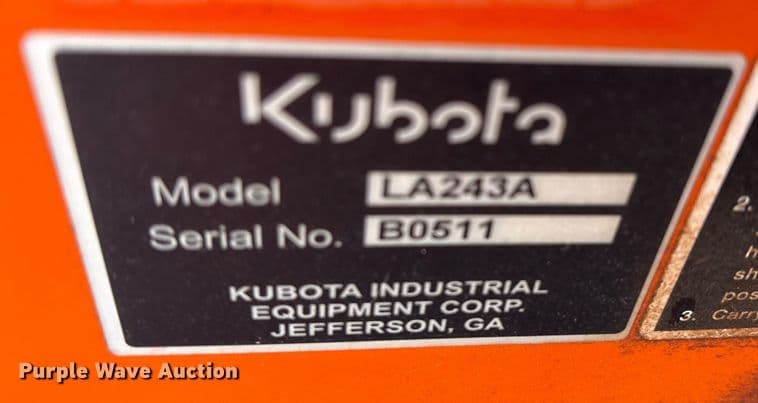 Kubota
Model LA243A
Serial No. B0511
KUBOTA INDUSTRIAL
EQUIPMENT CORP.
JEFFERSON, GA
2.
3. Carry
Purple Wave Auction